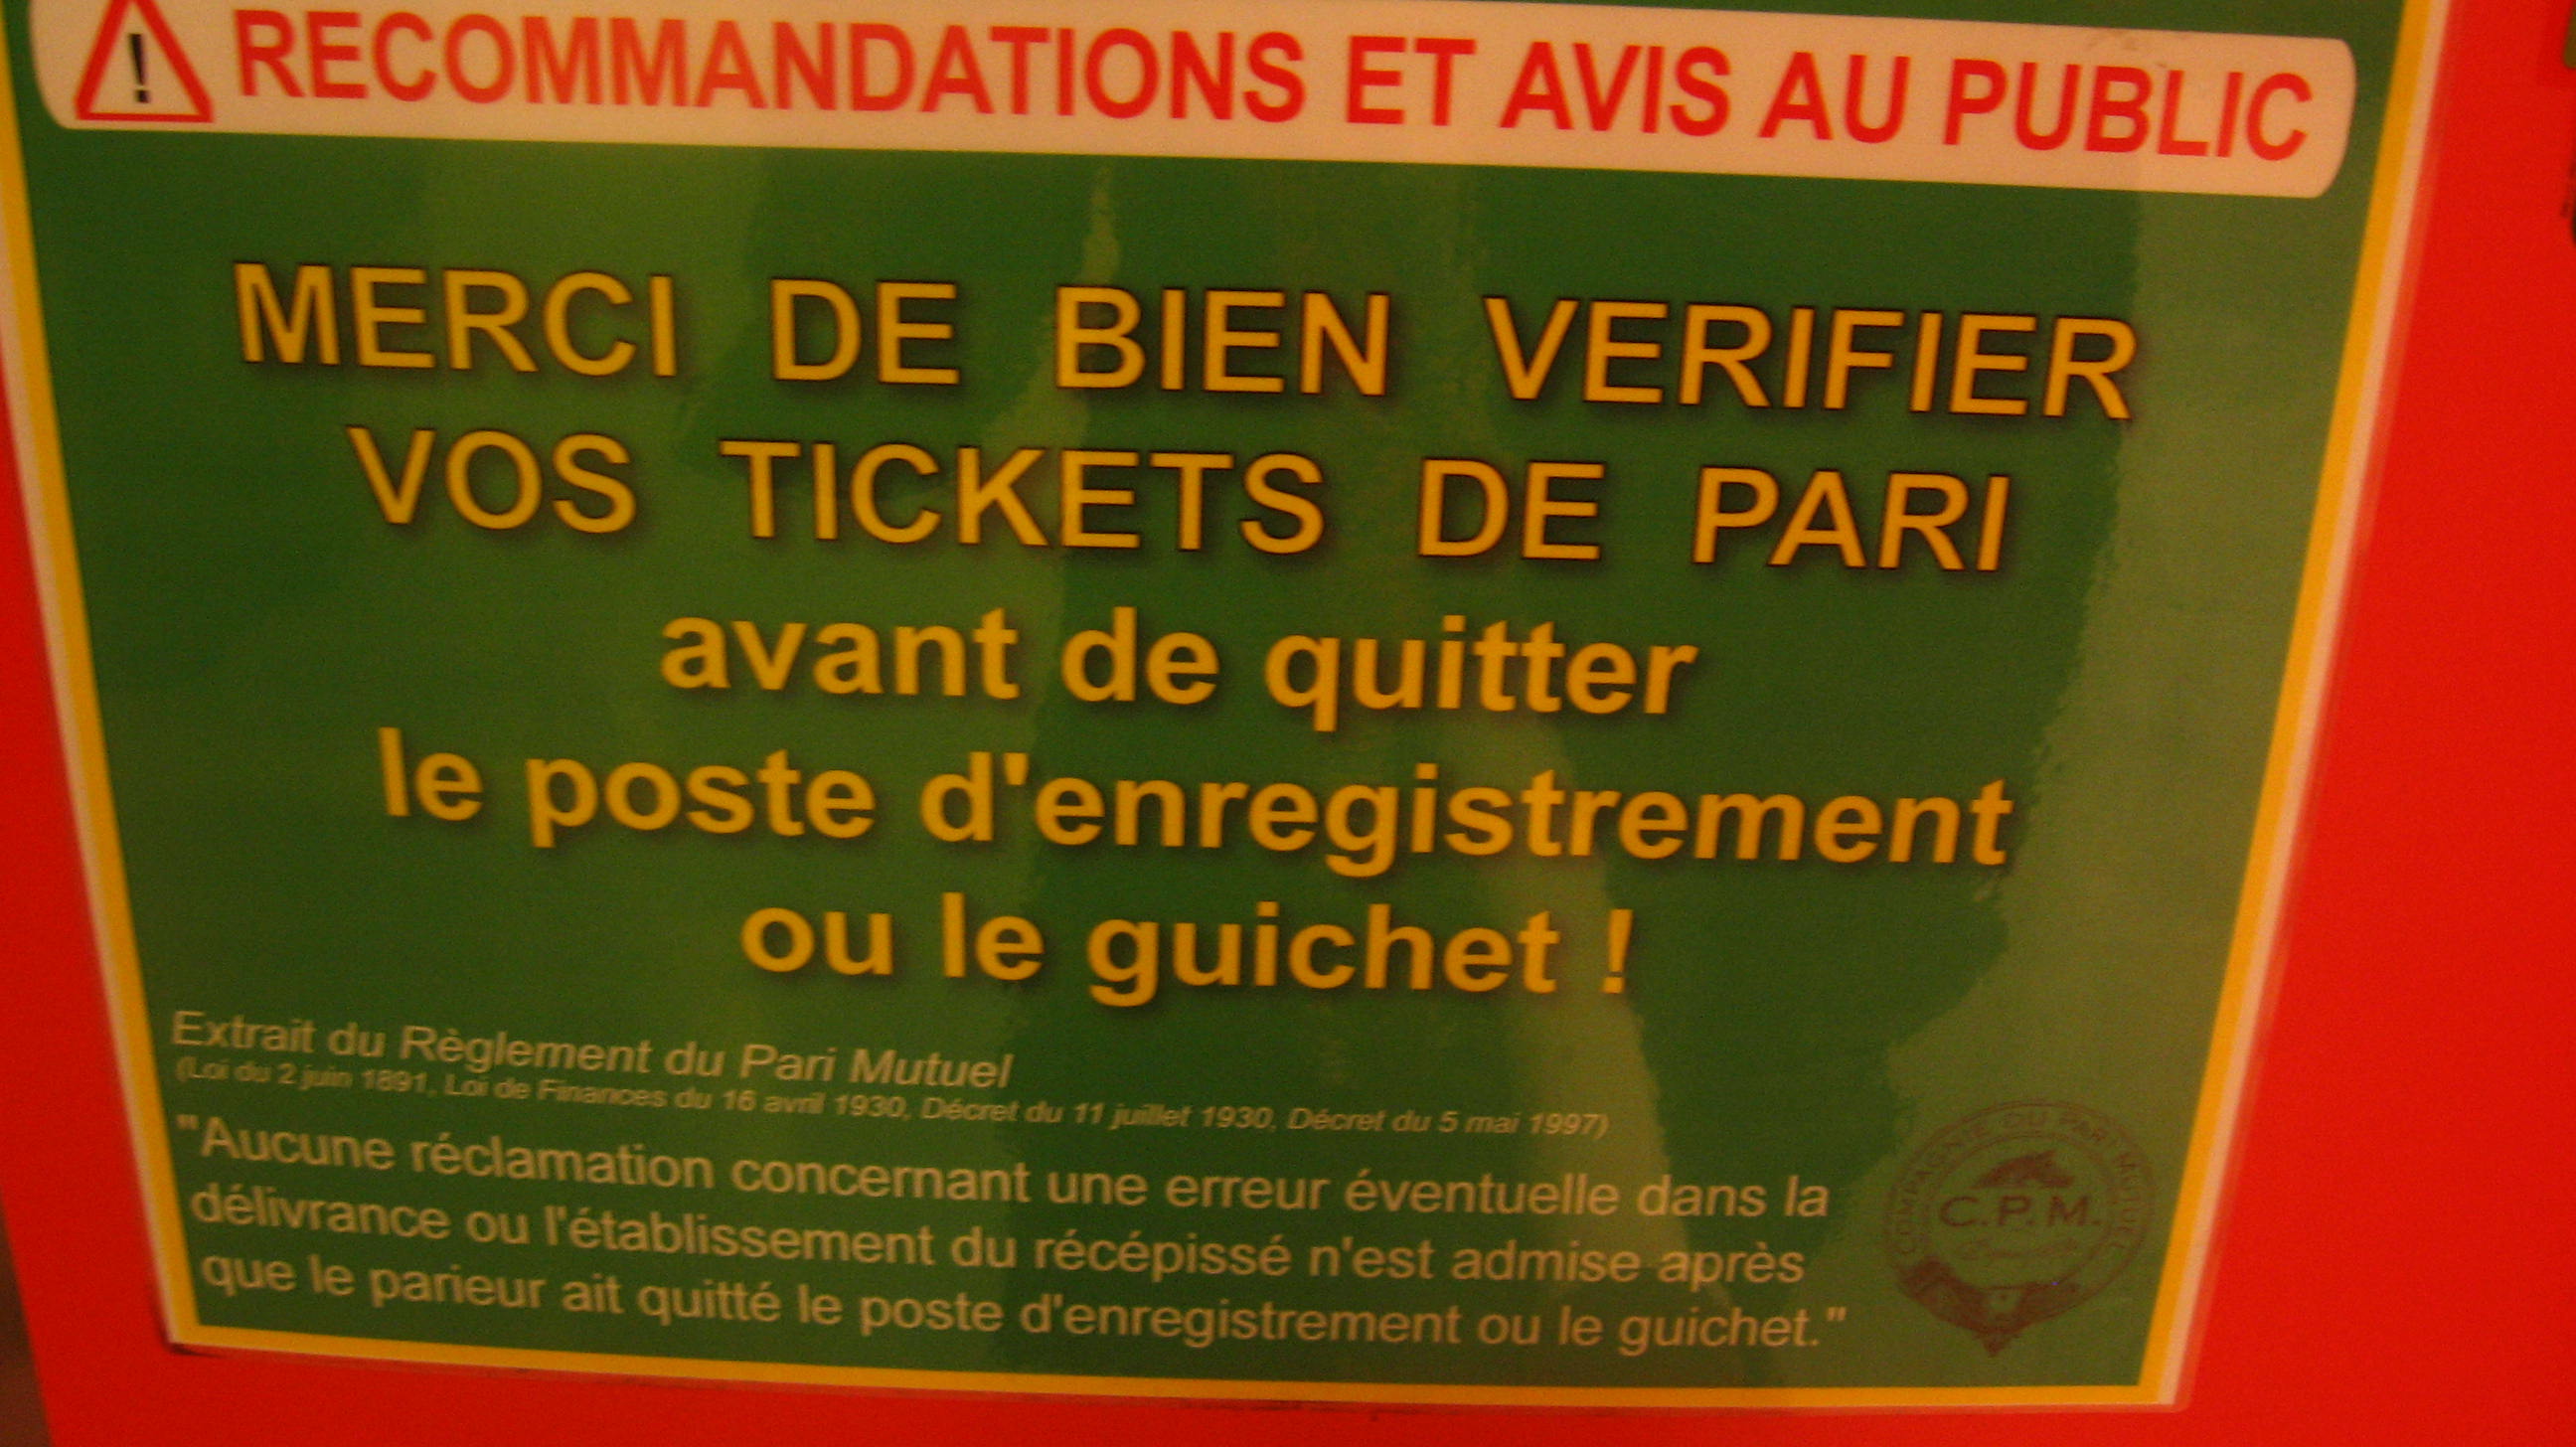 ! RECOMMANDATIONS ET AVIS AU PUBLIC
MERCI DE BIEN VERIFIER
VOS TICKETS DE PARI
avant de quitter
le poste d'enregistrement
ou le guichet !
Extrait du Règlement du Pari Mutuel
(Loi du 2 juin 1891, Loi de Finances du 16 avril 1930, Décret du 11 juillet 1930, Décret du 5 mai 1997)
"Aucune réclamation concernant une erreur éventuelle dans la
délivrance ou l'établissement du récépissé n'est admise après
que le parieur ait quitté le poste d'enregistrement ou le guichet."
COMPAGNIE DU PARI MUTUEL
C.P.M.